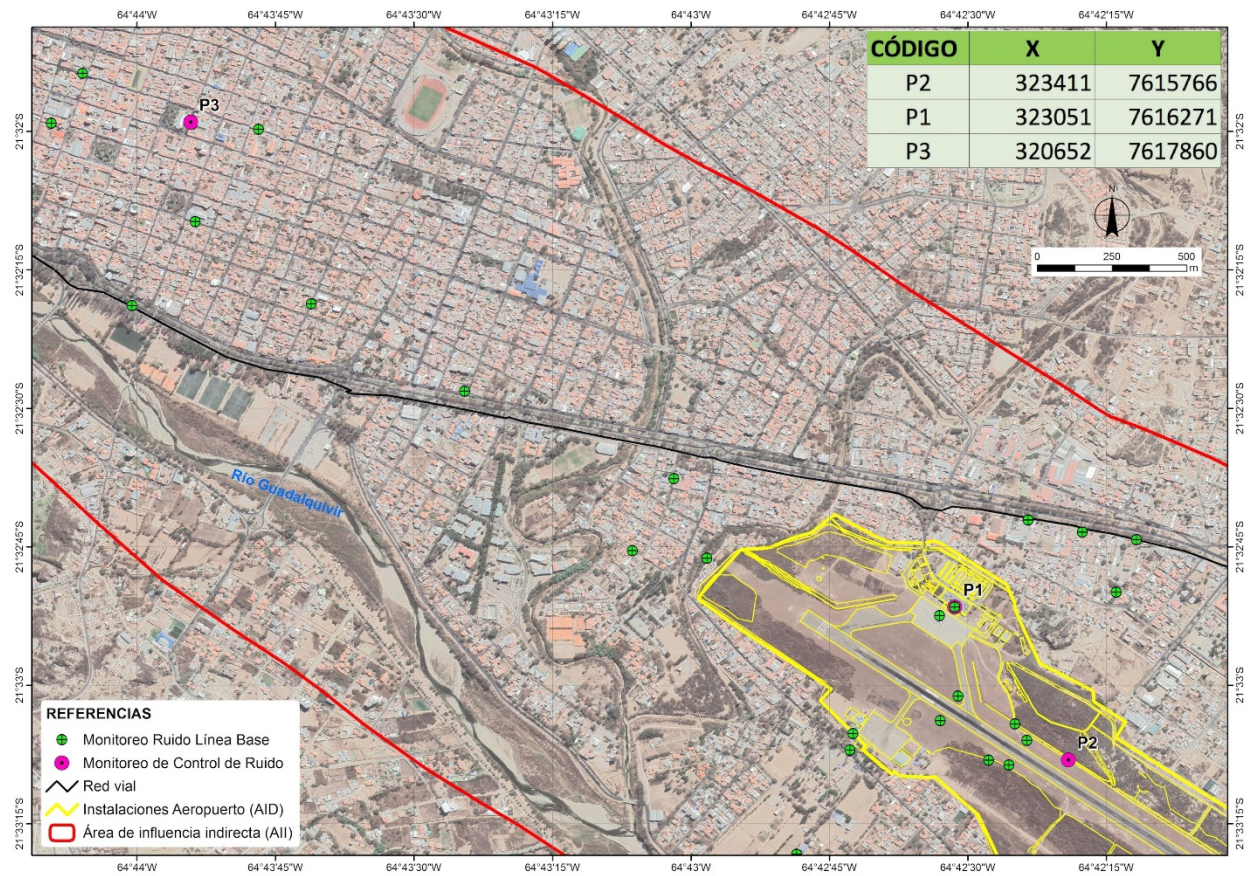 64°44'W 64°43'45"W 64°43'30"W 64°43'15"W 64°43'W 64°42'45"W 64°42'30"W 64°42'15"W
CÓDIGO X Y
P2 323411 7615766
P1 323051 7616271
P3 320652 7617860
P3
21°32'S 21°32'S
N
0 250 500
m
21°32'15"S 21°32'15"S
21°32'30"S 21°32'30"S
Río Guadalquivir
21°32'45"S 21°32'45"S
P1
21°33'S 21°33'S
P2
REFERENCIAS
Monitoreo Ruido Línea Base
Monitoreo de Control de Ruido
Red vial
Instalaciones Aeropuerto (AID)
Área de influencia indirecta (AII)
21°33'15"S 21°33'15"S
64°44'W 64°43'45"W 64°43'30"W 64°43'15"W 64°43'W 64°42'45"W 64°42'30"W 64°42'15"W